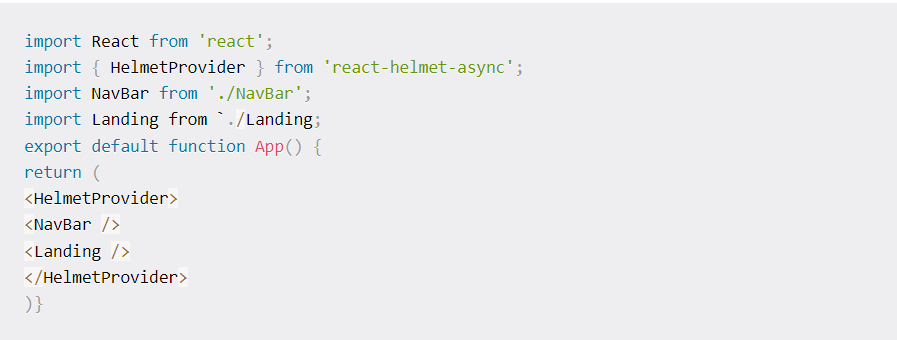 import React from 'react';
import { HelmetProvider } from 'react-helmet-async';
import NavBar from './NavBar';
import Landing from `./Landing;
export default function App() {
return (
<HelmetProvider>
<NavBar />
<Landing />
</HelmetProvider>
)}